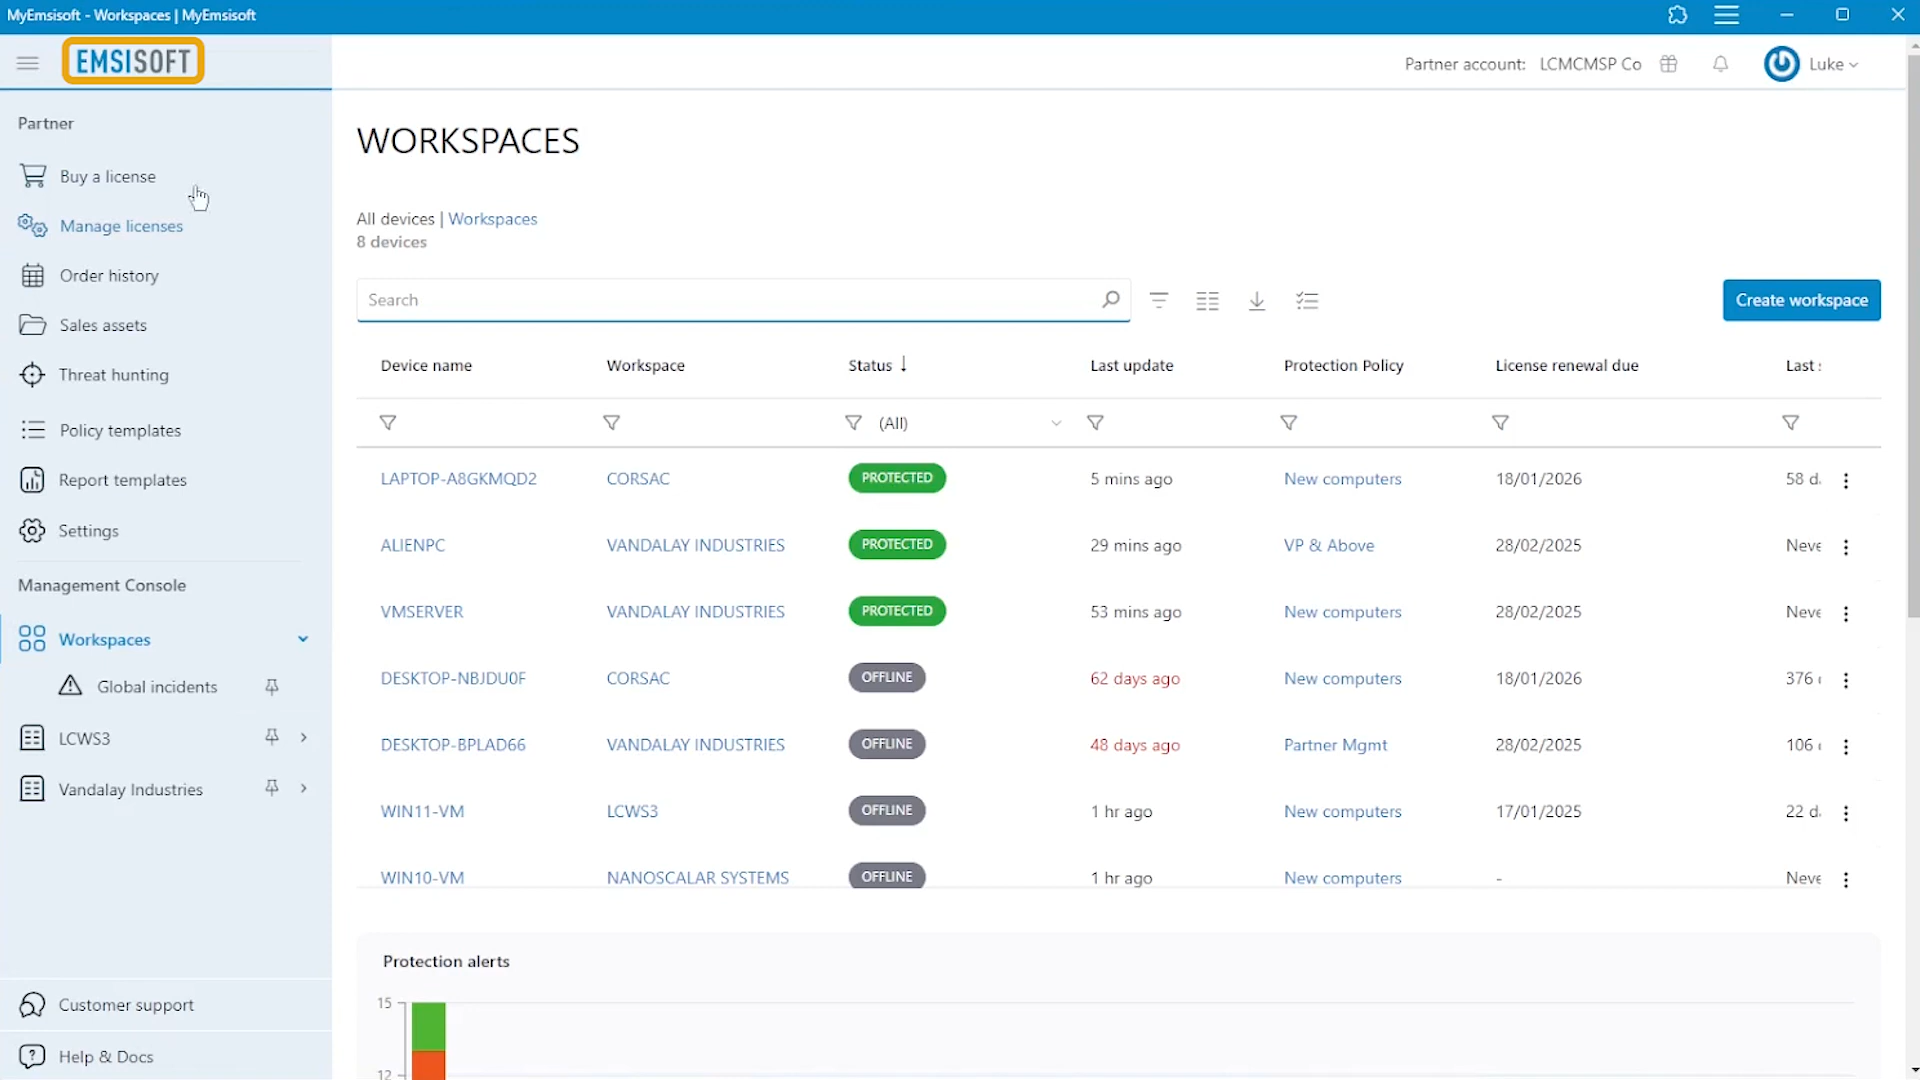 MyEmsisoft - Workspaces | MyEmsisoft
EMSISOFT
Partner account: LCMCMSP Co
Luke
Partner
Buy a license
Manage licenses
Order history
Sales assets
Threat hunting
Policy templates
Report templates
Settings
Management Console
Workspaces
Global incidents
LCWS3
Vandalay Industries
Customer support
Help & Docs
WORKSPACES
All devices | Workspaces
8 devices
Search
Create workspace
Device name Workspace Status Last update Protection Policy License renewal due Last
(All)
LAPTOP-A8GKMQD2 CORSAC PROTECTED 5 mins ago New computers 18/01/2026 58 d
ALIENPC VANDALAY INDUSTRIES PROTECTED 29 mins ago VP & Above 28/02/2025 Neve
VMSERVER VANDALAY INDUSTRIES PROTECTED 53 mins ago New computers 28/02/2025 Neve
DESKTOP-NBJDU0F CORSAC OFFLINE 62 days ago New computers 18/01/2026 376
DESKTOP-BPLAD66 VANDALAY INDUSTRIES OFFLINE 48 days ago Partner Mgmt 28/02/2025 106
WIN11-VM LCWS3 OFFLINE 1 hr ago New computers 17/01/2025 22 d
WIN10-VM NANOSCALAR SYSTEMS OFFLINE 1 hr ago New computers - Neve
Protection alerts
15
12